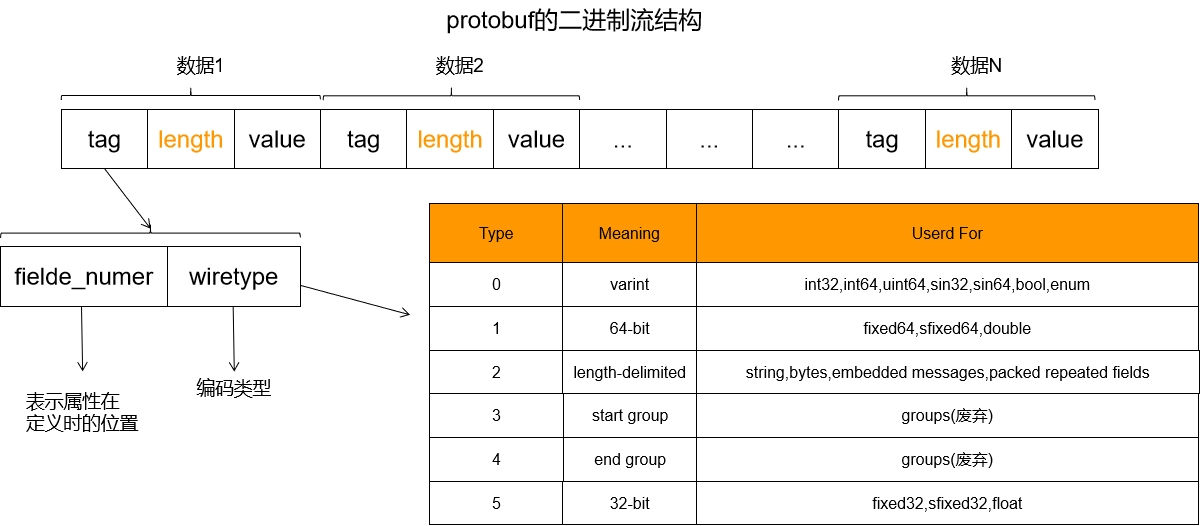 protobuf的二进制流结构
数据1 数据2 数据N
tag length value tag length value ... ... ... tag length value
fielde_numer wiretype
表示属性在
定义时的位置
编码类型
Type Meaning Userd For
0 varint int32,int64,uint64,sin32,sin64,bool,enum
1 64-bit fixed64,sfixed64,double
2 length-delimited string,bytes,embedded messages,packed repeated fields
3 start group groups(废弃)
4 end group groups(废弃)
5 32-bit fixed32,sfixed32,float